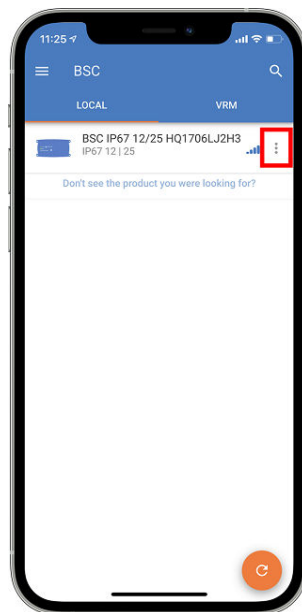 11:25
BSC
LOCAL VRM
BSC IP67 12/25 HQ1706LJ2H3
IP67 12 | 25
Don't see the product you were looking for?